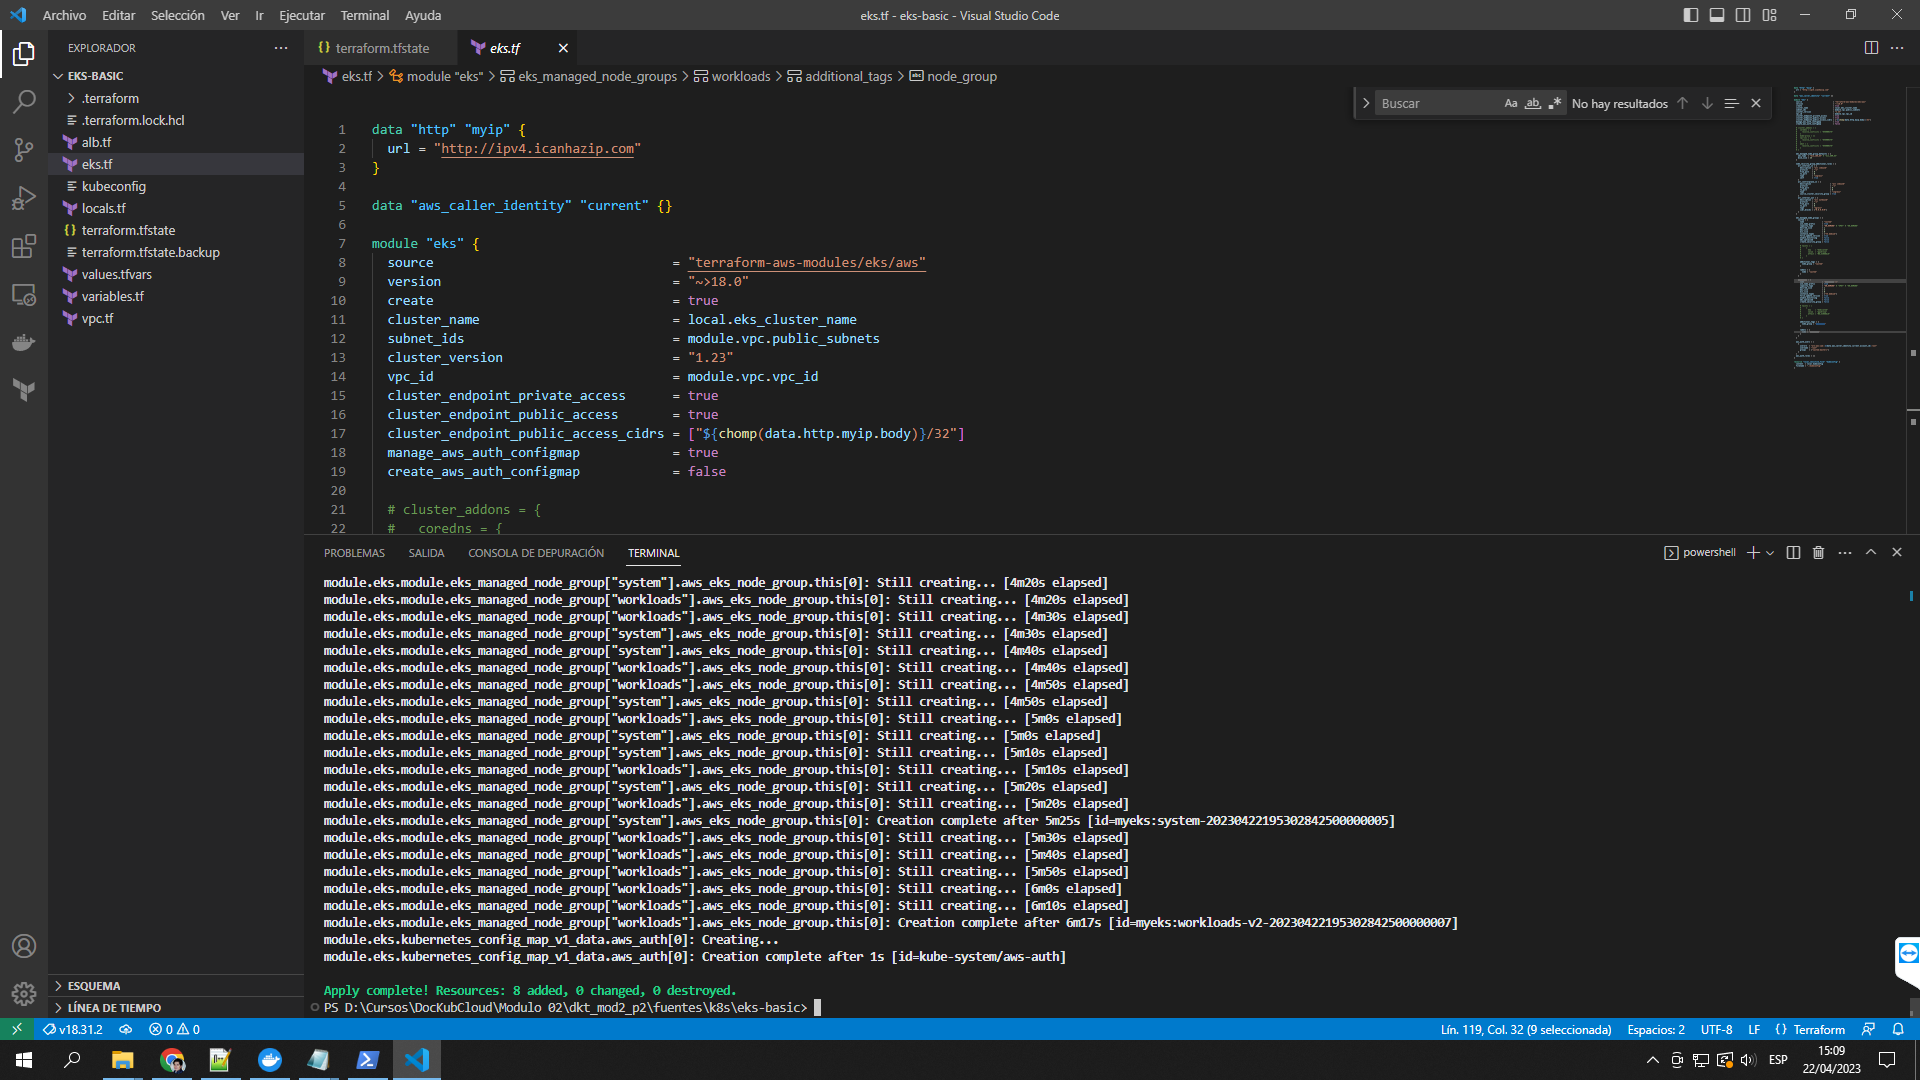 Archivo Editar Selección Ver Ir Ejecutar Terminal Ayuda
eks.tf - eks-basic - Visual Studio Code
EXPLORADOR
EKS-BASIC
.terraform
.terraform.lock.hcl
alb.tf
eks.tf
kubeconfig
locals.tf
terraform.tfstate
terraform.tfstate.backup
values.tfvars
variables.tf
vpc.tf
ESQUEMA
LÍNEA DE TIEMPO
terraform.tfstate
eks.tf
eks.tf > module "eks" > eks_managed_node_groups > workloads > additional_tags > node_group
Buscar Aa ab No hay resultados
1 data "http" "myip" {
2 url = "http://ipv4.icanhazip.com"
3 }
4
5 data "aws_caller_identity" "current" {}
6
7 module "eks" {
8 source = "terraform-aws-modules/eks/aws"
9 version = "~>18.0"
10 create = true
11 cluster_name = local.eks_cluster_name
12 subnet_ids = module.vpc.public_subnets
13 cluster_version = "1.23"
14 vpc_id = module.vpc.vpc_id
15 cluster_endpoint_private_access = true
16 cluster_endpoint_public_access = true
17 cluster_endpoint_public_access_cidrs = ["${chomp(data.http.myip.body)}/32"]
18 manage_aws_auth_configmap = true
19 create_aws_auth_configmap = false
20
21 # cluster_addons = {
22 # coredns = {
PROBLEMAS SALIDA CONSOLA DE DEPURACIÓN TERMINAL
powershell
module.eks.module.eks_managed_node_group["system"].aws_eks_node_group.this[0]: Still creating... [4m20s elapsed]
module.eks.module.eks_managed_node_group["workloads"].aws_eks_node_group.this[0]: Still creating... [4m20s elapsed]
module.eks.module.eks_managed_node_group["workloads"].aws_eks_node_group.this[0]: Still creating... [4m30s elapsed]
module.eks.module.eks_managed_node_group["system"].aws_eks_node_group.this[0]: Still creating... [4m30s elapsed]
module.eks.module.eks_managed_node_group["system"].aws_eks_node_group.this[0]: Still creating... [4m40s elapsed]
module.eks.module.eks_managed_node_group["workloads"].aws_eks_node_group.this[0]: Still creating... [4m40s elapsed]
module.eks.module.eks_managed_node_group["workloads"].aws_eks_node_group.this[0]: Still creating... [4m50s elapsed]
module.eks.module.eks_managed_node_group["system"].aws_eks_node_group.this[0]: Still creating... [4m50s elapsed]
module.eks.module.eks_managed_node_group["workloads"].aws_eks_node_group.this[0]: Still creating... [5m0s elapsed]
module.eks.module.eks_managed_node_group["system"].aws_eks_node_group.this[0]: Still creating... [5m0s elapsed]
module.eks.module.eks_managed_node_group["system"].aws_eks_node_group.this[0]: Still creating... [5m10s elapsed]
module.eks.module.eks_managed_node_group["workloads"].aws_eks_node_group.this[0]: Still creating... [5m10s elapsed]
module.eks.module.eks_managed_node_group["system"].aws_eks_node_group.this[0]: Still creating... [5m20s elapsed]
module.eks.module.eks_managed_node_group["workloads"].aws_eks_node_group.this[0]: Still creating... [5m20s elapsed]
module.eks.module.eks_managed_node_group["system"].aws_eks_node_group.this[0]: Creation complete after 5m25s [id=myeks:system-20230422195302842500000005]
module.eks.module.eks_managed_node_group["workloads"].aws_eks_node_group.this[0]: Still creating... [5m30s elapsed]
module.eks.module.eks_managed_node_group["workloads"].aws_eks_node_group.this[0]: Still creating... [5m40s elapsed]
module.eks.module.eks_managed_node_group["workloads"].aws_eks_node_group.this[0]: Still creating... [5m50s elapsed]
module.eks.module.eks_managed_node_group["workloads"].aws_eks_node_group.this[0]: Still creating... [6m0s elapsed]
module.eks.module.eks_managed_node_group["workloads"].aws_eks_node_group.this[0]: Still creating... [6m10s elapsed]
module.eks.module.eks_managed_node_group["workloads"].aws_eks_node_group.this[0]: Creation complete after 6m17s [id=myeks:workloads-v2-20230422195302842500000007]
module.eks.kubernetes_config_map_v1_data.aws_auth[0]: Creating...
module.eks.kubernetes_config_map_v1_data.aws_auth[0]: Creation complete after 1s [id=kube-system/aws-auth]
Apply complete! Resources: 8 added, 0 changed, 0 destroyed.
PS D:\Cursos\DocKubCloud\Modulo 02\dkt_mod2_p2\fuentes\k8s\eks-basic>
v18.31.2 0 0 Lín. 119, Col. 32 (9 seleccionada) Espacios: 2 UTF-8 LF Terraform
ESP
15:09
22/04/2023